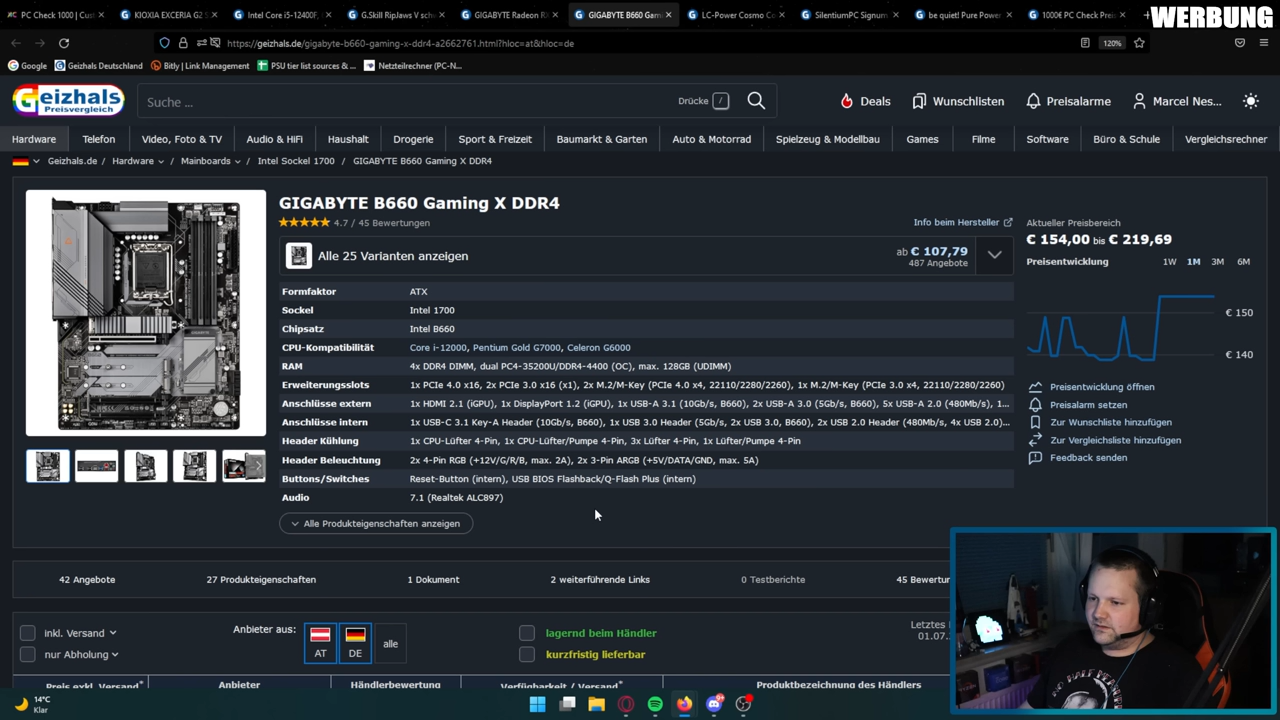 PC Check 1000 | Cust
KIOXIA EXCERIA G2 S
Intel Core i5-12400F,
G.Skill RipJaws V sch
GIGABYTE Radeon RX
GIGABYTE B660 Gami
LC-Power Cosmo Co
SilentiumPC Signum
be quiet! Pure Power
1000€ PC Check Preis
WERBUNG
https://geizhals.de/gigabyte-b660-gaming-x-ddr4-a2662761.html?hloc=at&hloc=de
120%
Google
Geizhals Deutschland
Bitly | Link Management
PSU tier list sources & ...
Netzteilrechner (PC-N...
Geizhals
Preisvergleich
Suche ...
Drücke /
Deals
Wunschlisten
Preisalarme
Marcel Nes...
Hardware
Telefon
Video, Foto & TV
Audio & HiFi
Haushalt
Drogerie
Sport & Freizeit
Baumarkt & Garten
Auto & Motorrad
Spielzeug & Modellbau
Games
Filme
Software
Büro & Schule
Vergleichsrechner
Geizhals.de / Hardware / Mainboards / Intel Sockel 1700 / GIGABYTE B660 Gaming X DDR4
GIGABYTE B660 Gaming X DDR4
4.7 / 45 Bewertungen
Info beim Hersteller
Alle 25 Varianten anzeigen
ab € 107,79
487 Angebote
Formfaktor ATX
Sockel Intel 1700
Chipsatz Intel B660
CPU-Kompatibilität Core i-12000, Pentium Gold G7000, Celeron G6000
RAM 4x DDR4 DIMM, dual PC4-35200U/DDR4-4400 (OC), max. 128GB (UDIMM)
Erweiterungsslots 1x PCIe 4.0 x16, 2x PCIe 3.0 x16 (x1), 2x M.2/M-Key (PCIe 4.0 x4, 22110/2280/2260), 1x M.2/M-Key (PCIe 3.0 x4, 22110/2280/2260)
Anschlüsse extern 1x HDMI 2.1 (iGPU), 1x DisplayPort 1.2 (iGPU), 1x USB-A 3.1 (10Gb/s, B660), 2x USB-A 3.0 (5Gb/s, B660), 5x USB-A 2.0 (480Mb/s), 1...
Anschlüsse intern 1x USB-C 3.1 Key-A Header (10Gb/s, B660), 1x USB 3.0 Header (5Gb/s, 2x USB 3.0, B660), 2x USB 2.0 Header (480Mb/s, 4x USB 2.0)...
Header Kühlung 1x CPU-Lüfter 4-Pin, 1x CPU-Lüfter/Pumpe 4-Pin, 3x Lüfter 4-Pin, 1x Lüfter/Pumpe 4-Pin
Header Beleuchtung 2x 4-Pin RGB (+12V/G/R/B, max. 2A), 2x 3-Pin ARGB (+5V/DATA/GND, max. 5A)
Buttons/Switches Reset-Button (intern), USB BIOS Flashback/Q-Flash Plus (intern)
Audio 7.1 (Realtek ALC897)
Alle Produkteigenschaften anzeigen
Aktueller Preisbereich
€ 154,00 bis € 219,69
Preisentwicklung 1W 1M 3M 6M
€ 150
€ 140
Preisentwicklung öffnen
Preisalarm setzen
Zur Wunschliste hinzufügen
Zur Vergleichsliste hinzufügen
Feedback senden
42 Angebote
27 Produkteigenschaften
1 Dokument
2 weiterführende Links
0 Testberichte
45 Bewertun
inkl. Versand
nur Abholung
Anbieter aus:
AT
DE
alle
lagernd beim Händler
kurzfristig lieferbar
Letztes
01.07.
Preis exkl. Versand*
Anbieter
Händlerbewertung
Verfügbarkeit / Versand*
Produktbezeichnung des Händlers
14°C
Klar